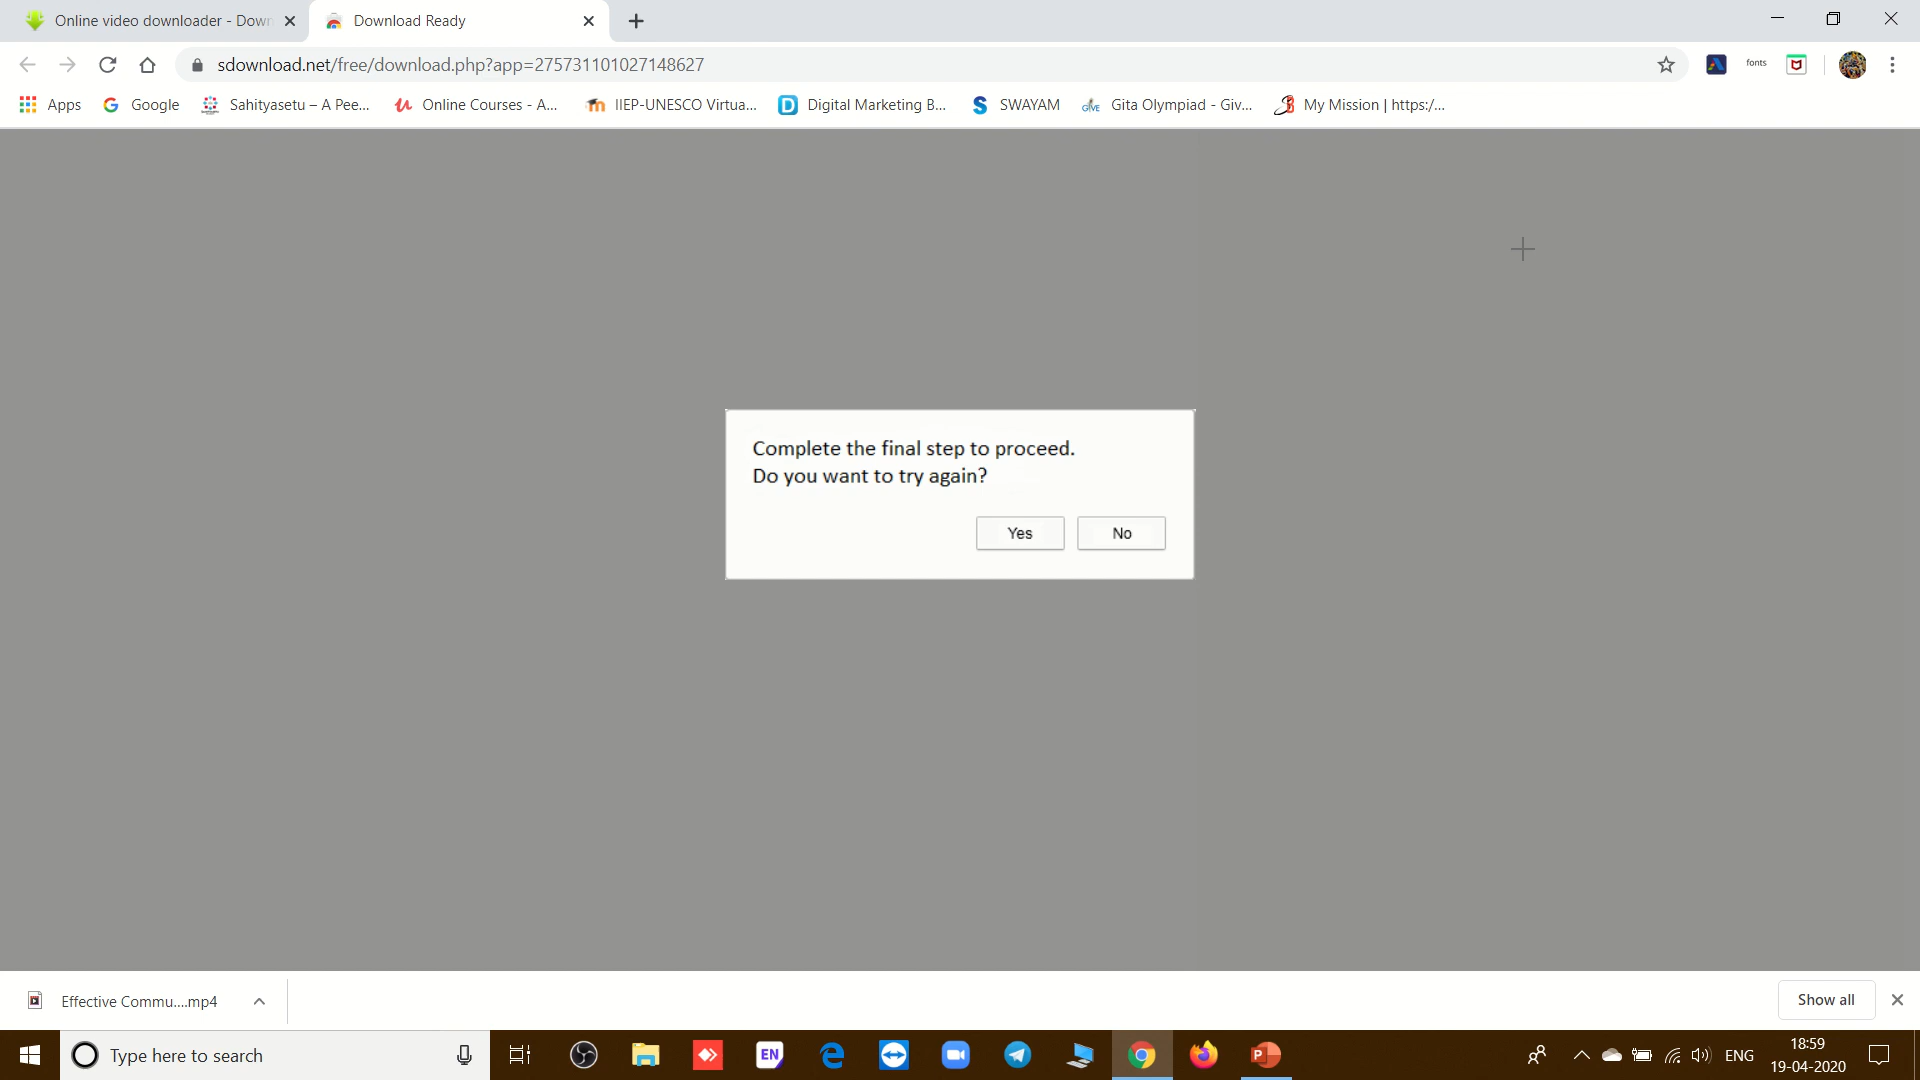 Online video downloader - Down
Download Ready
sdownload.net/free/download.php?app=275731101027148627
fonts
Apps
Google
Sahityasetu – A Pee...
Online Courses - A...
IIEP-UNESCO Virtua...
Digital Marketing B...
SWAYAM
Gita Olympiad - Giv...
My Mission | https:/...
Complete the final step to proceed.
Do you want to try again?
Yes
No
Effective Commu....mp4
Show all
Type here to search
EN
ENG
18:59
19-04-2020